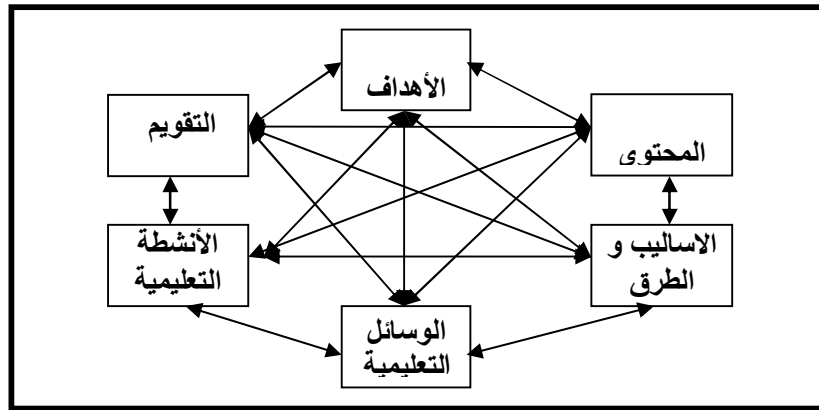 الأهداف
التقويم
المحتوى
الأنشطة
التعليمية
الاساليب و
الطرق
الوسائل
التعليمية